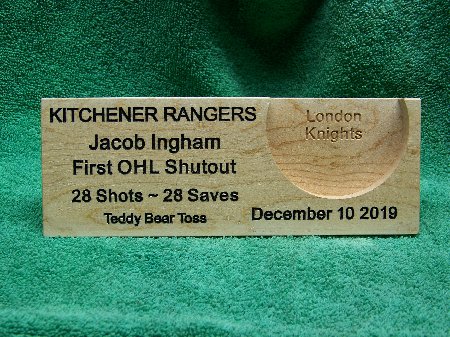 KITCHENER RANGERS
Jacob Ingham
First OHL Shutout
28 Shots ~ 28 Saves
Teddy Bear Toss
London
Knights
December 10 2019